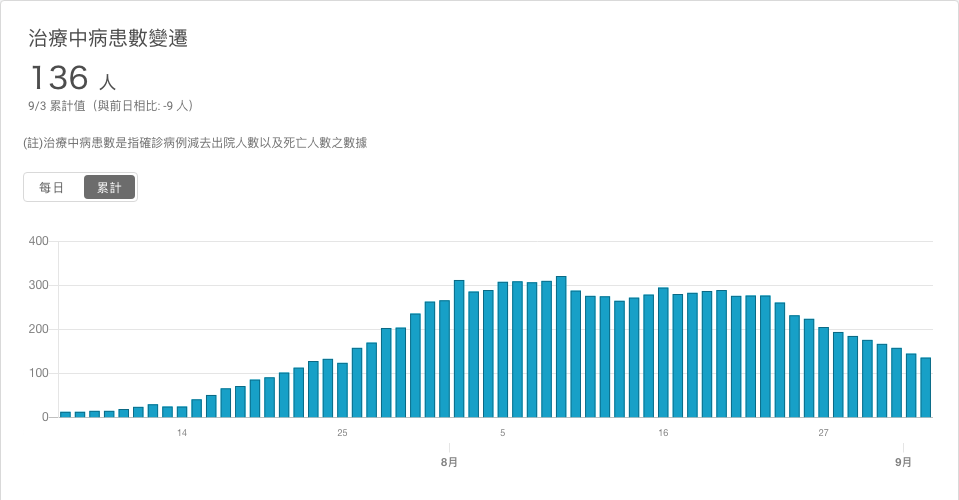 治療中病患數變遷
136 人
9/3 累計值（與前日相比: -9 人）
(註)治療中病患數是指確診病例減去出院人數以及死亡人數之數據
每日 累計
400
300
200
100
0
14 25 5 16 27
8月 9月